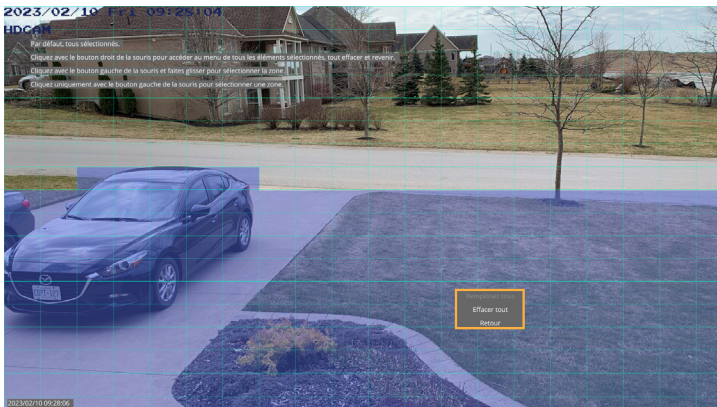 2023/02/10 Fri 09:28:04
HDCAM
Par défaut, tous sélectionnés.
Cliquez avec le bouton droit de la souris pour accéder au menu de tous les éléments sélectionnés, tout effacer et revenir.
Cliquez avec le bouton gauche de la souris et faites glisser pour sélectionner la zone.
Cliquez uniquement avec le bouton gauche de la souris pour sélectionner une zone.
Effacer tout
Retour
2023/02/10 09:28:06